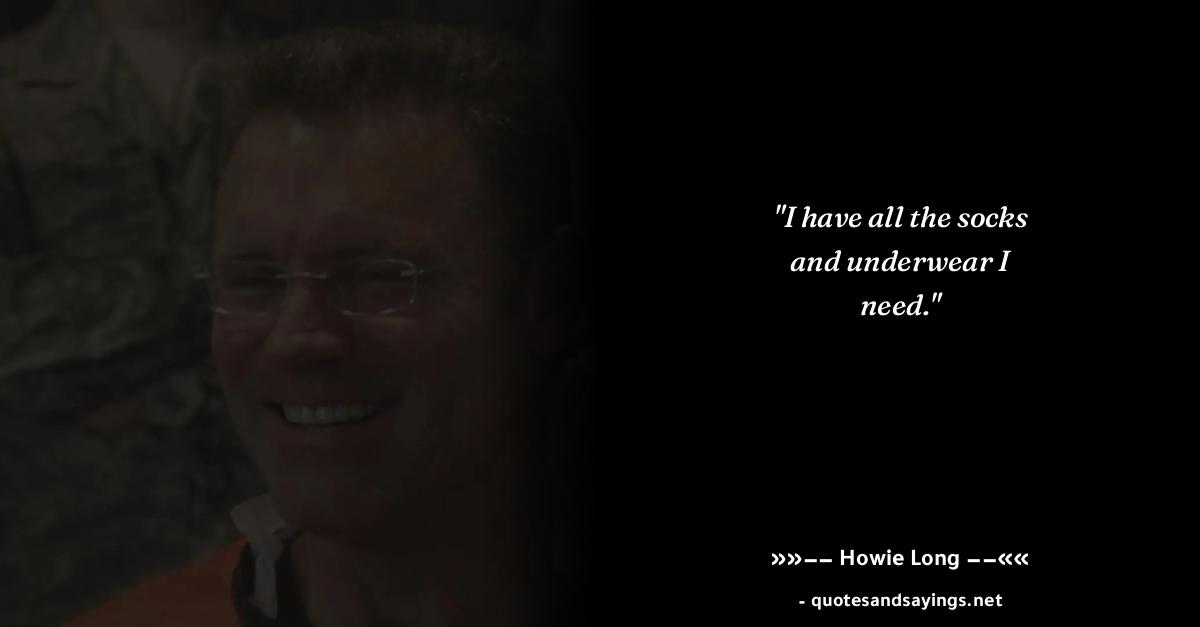 "I have all the socks
and underwear I
need."
»»–– Howie Long ––««
- quotesandsayings.net